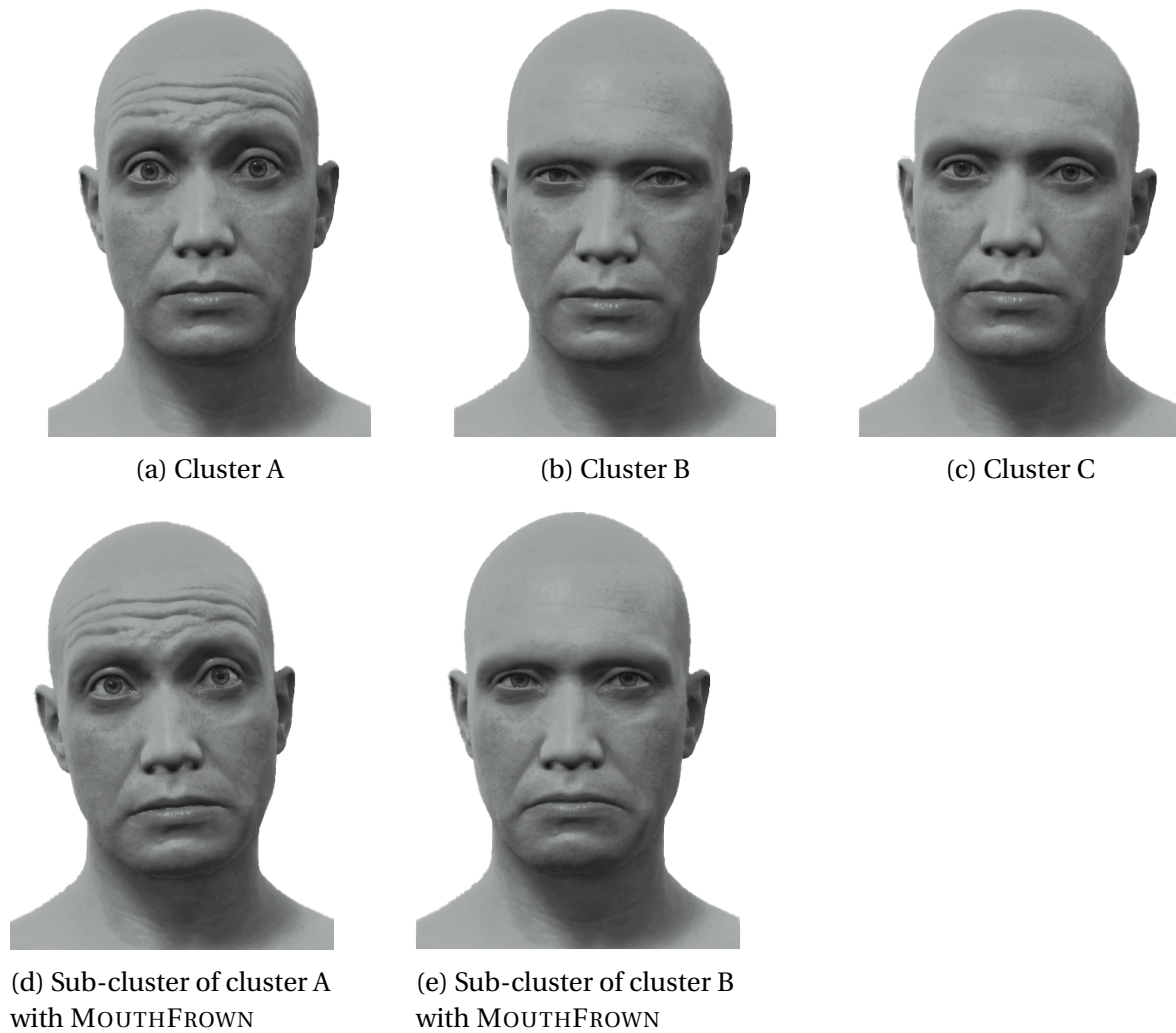 (a) Cluster A
(b) Cluster B
(c) Cluster C
(d) Sub-cluster of cluster A
with MOUTHFROWN
(e) Sub-cluster of cluster B
with MOUTHFROWN